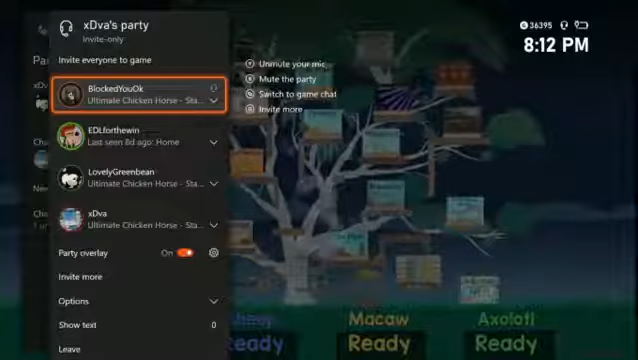 xDva's party
Invite-only
Invite everyone to game
BlockedYouOk
Ultimate Chicken Horse - Sta...
EDLforthewin
Last seen 8d ago: Home
LovelyGreenbean
Ultimate Chicken Horse - Sta...
xDva
Ultimate Chicken Horse - Sta...
Party overlay
On
Invite more
Options
Show text
0
Leave
Unmute your mic
Mute the party
Switch to game chat
Invite more
36395
8:12 PM
Macaw
Axolotl
Ready
Ready
Ready